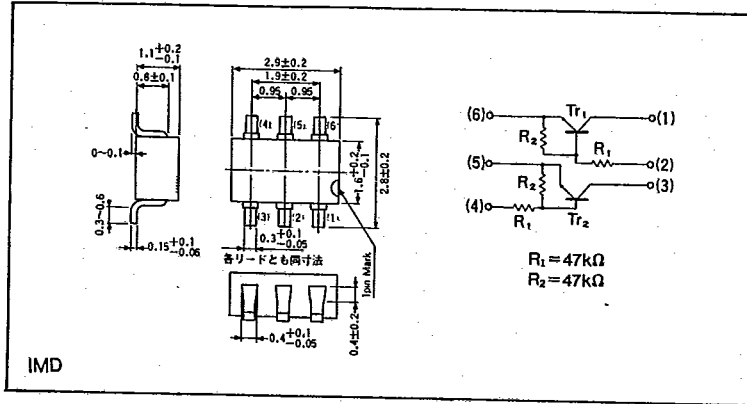 1.1+0.2 -0.1
0.8±0.1
0~0.1
0.3~0.6
0.15+0.1 -0.06
2.9±0.2
1.9±0.2
0.95 0.95
(4) (5) (6)
1.6+0.2 -0.1
2.8±0.2
(3) (2) (1)
0.3+0.1 -0.05
各リードとも同寸法
1pin Mark
0.4+0.1 -0.05
0.4±0.2
IMD
(6) Tr1 (1)
R2 R1
(2)
(5)
R2 (3)
(4) R1 Tr2
R1=47kΩ
R2=47kΩ